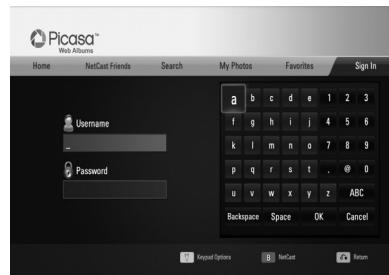 Picasa™
Web Albums
Home NetCast Friends Search My Photos Favorites Sign In
Username
_
Password
a b c d e 1 2 3
f g h i j 4 5 6
k l m n o 7 8 9
p q r s t . @ 0
u v w x y z ABC
Backspace Space OK Cancel
Keypad Options B NetCast Return